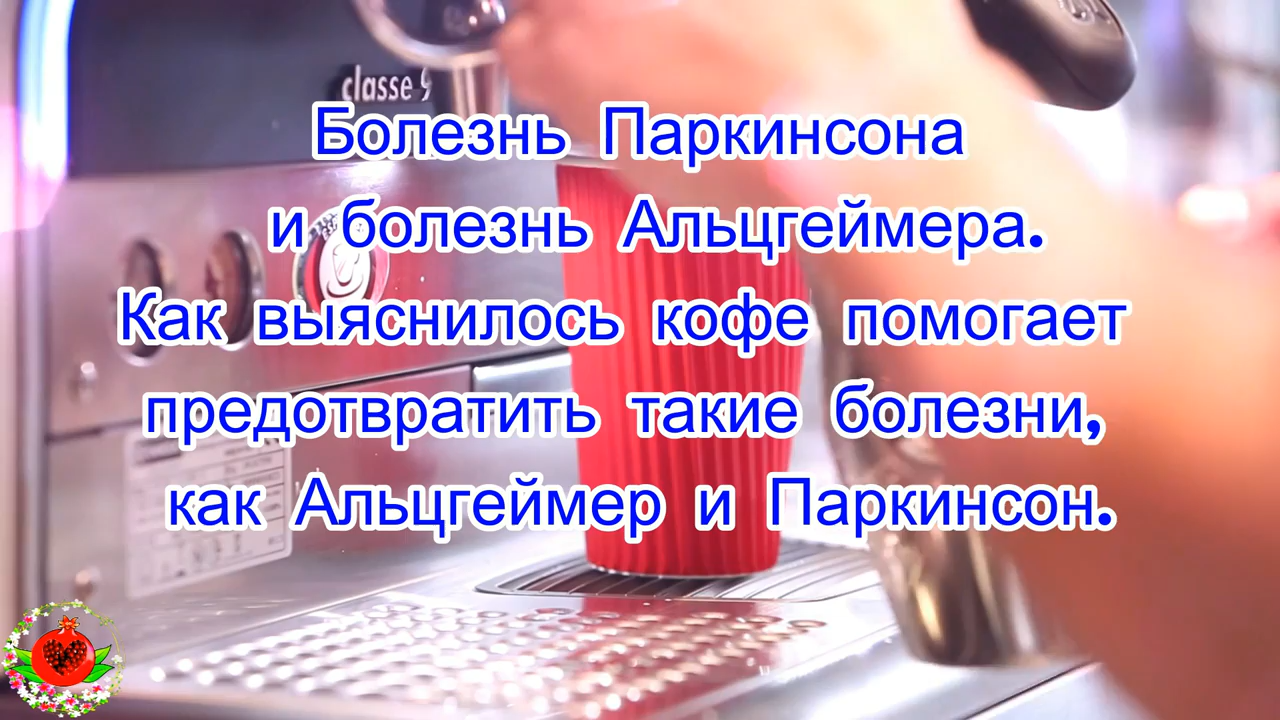 classe 9
Болезнь Паркинсона
и болезнь Альцгеймера.
Как выяснилось кофе помогает
предотвратить такие болезни,
как Альцгеймер и Паркинсон.